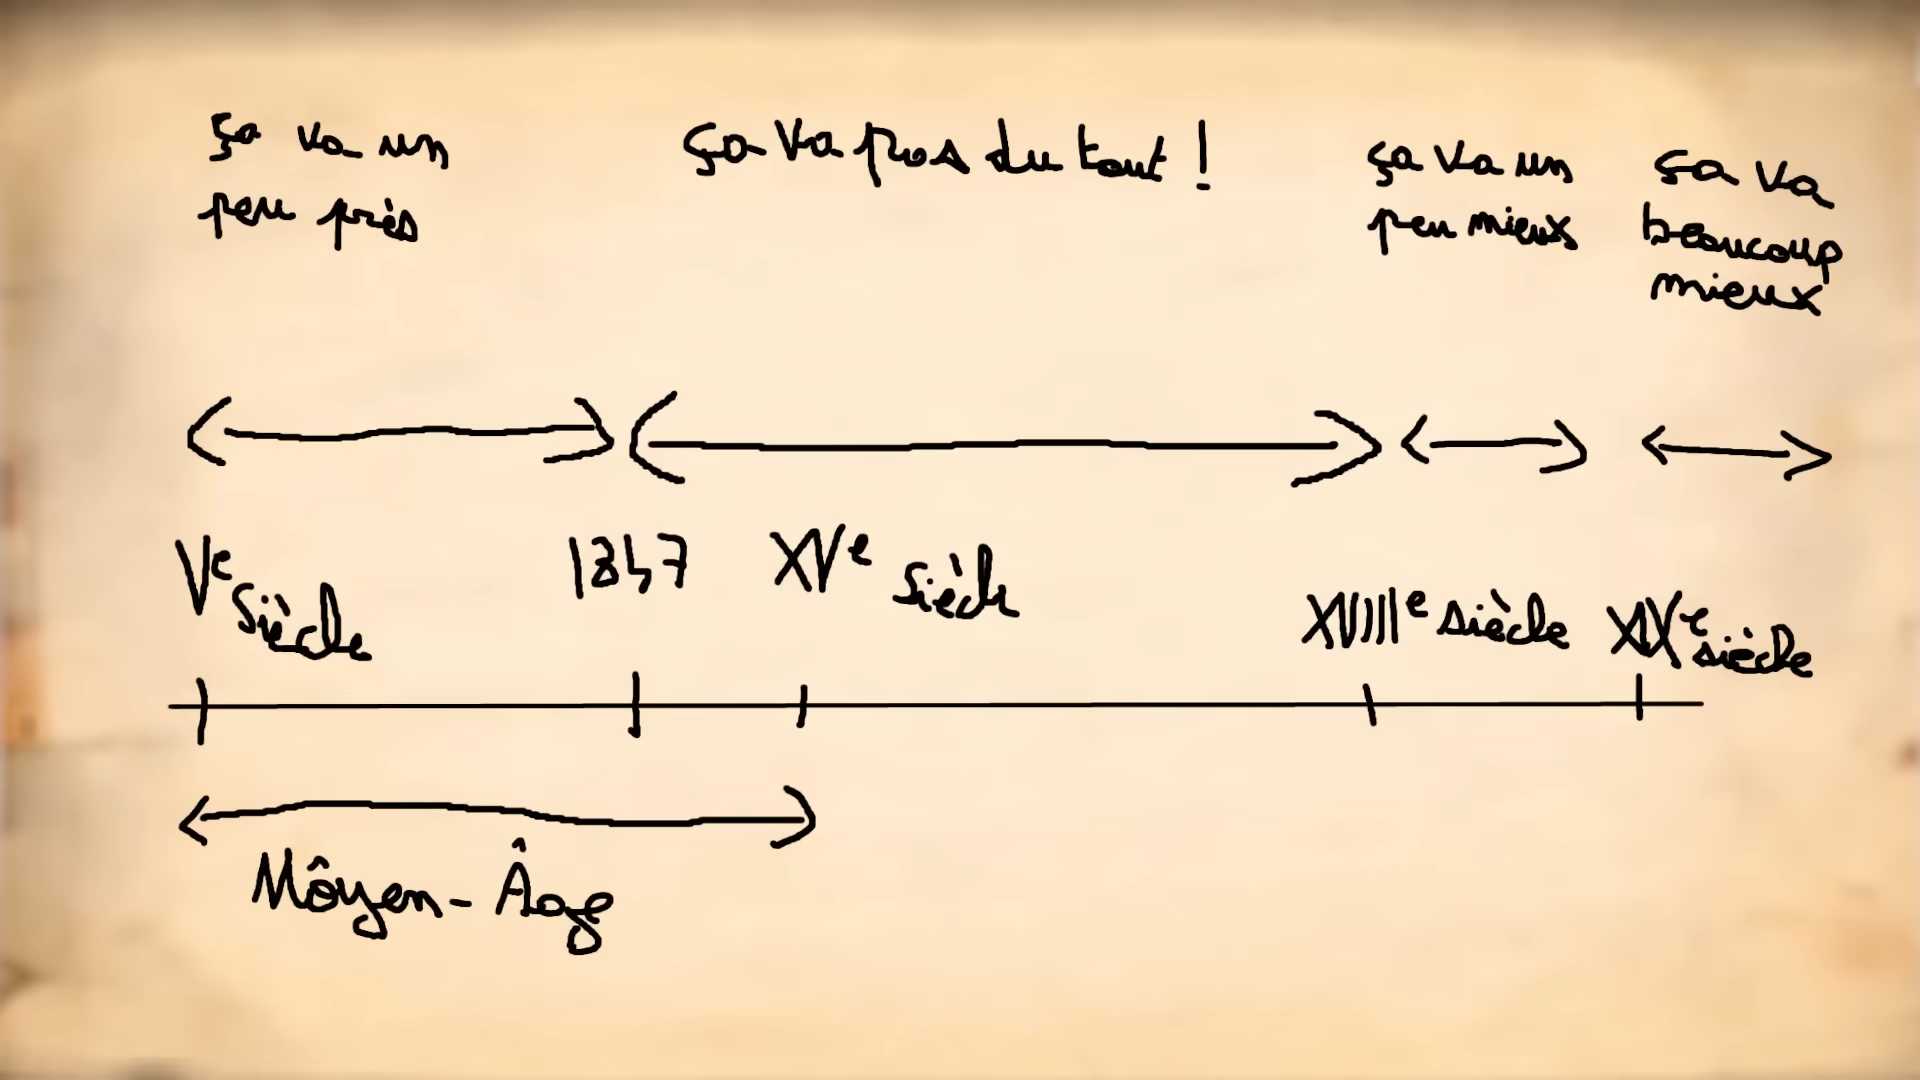 ça va un
peu près
ça va pas du tout !
ça va un
peu mieux
ça va
beaucoup
mieux
Ve
siècle
1347
XVe siècle
XVIIIe siècle
XIXe
siècle
Môyen-Âge